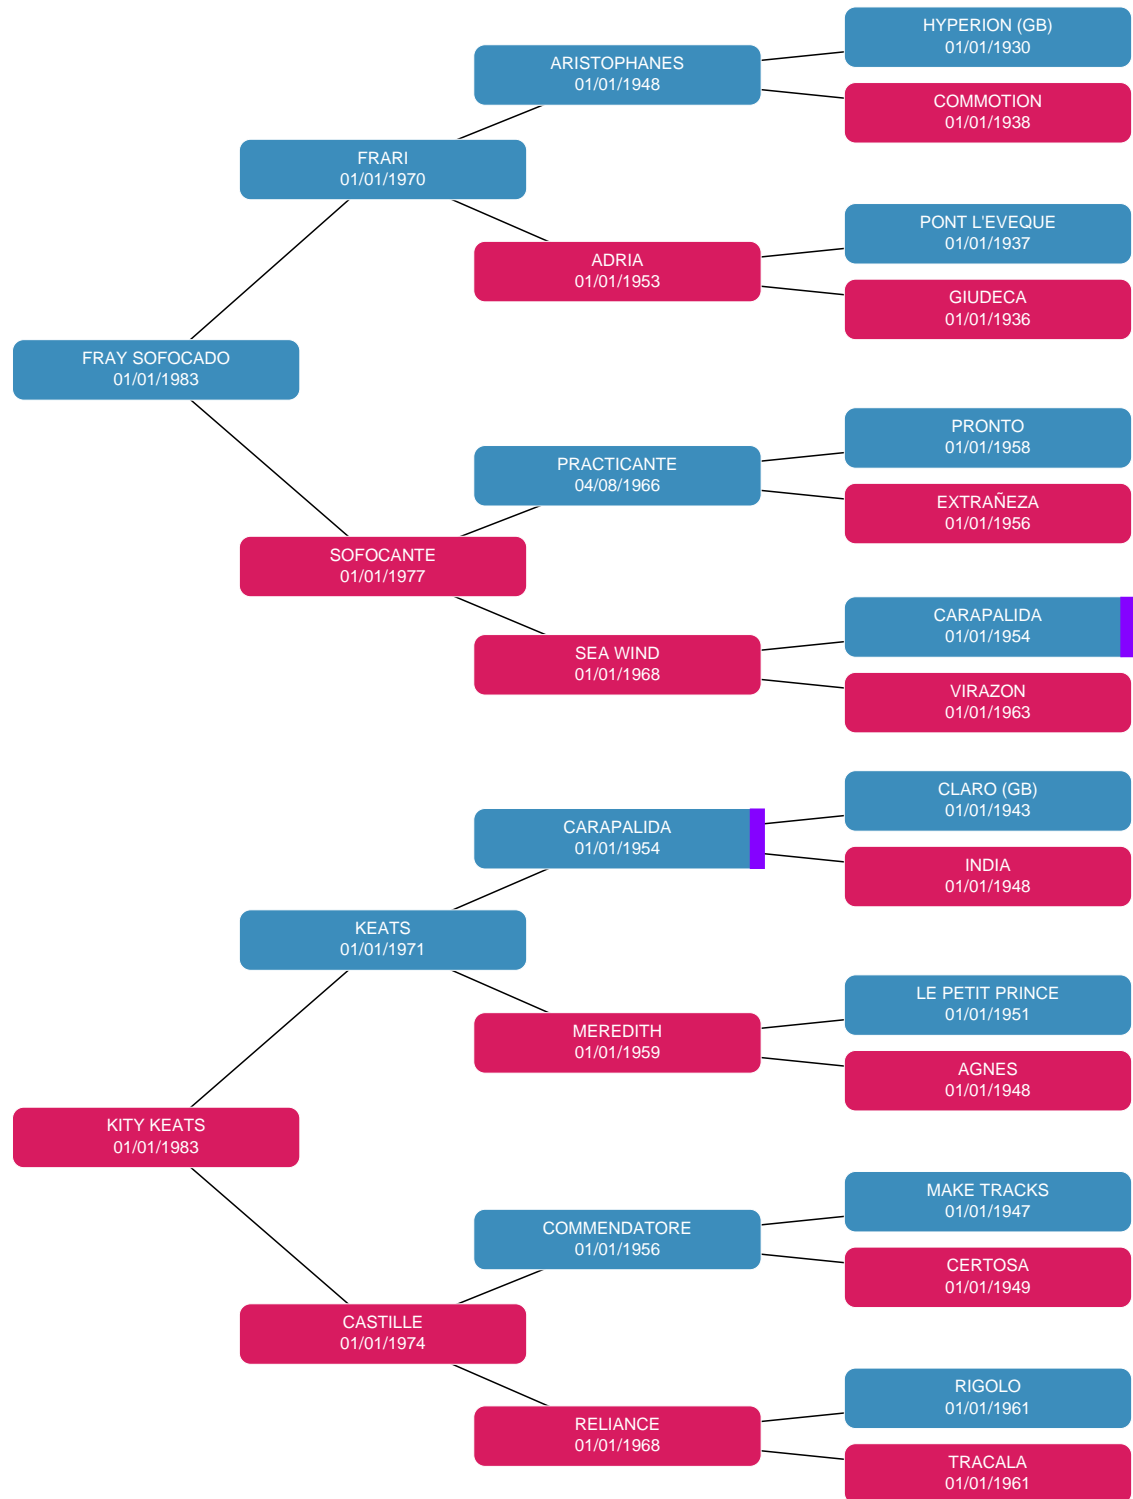 HYPERION (GB)
01/01/1930
ARISTOPHANES
01/01/1948
COMMOTION
01/01/1938
FRARI
01/01/1970
PONT L'EVEQUE
01/01/1937
ADRIA
01/01/1953
GIUDECA
01/01/1936
FRAY SOFOCADO
01/01/1983
PRONTO
01/01/1958
PRACTICANTE
04/08/1966
EXTRAÑEZA
01/01/1956
SOFOCANTE
01/01/1977
CARAPALIDA
01/01/1954
SEA WIND
01/01/1968
VIRAZON
01/01/1963
CLARO (GB)
01/01/1943
CARAPALIDA
01/01/1954
INDIA
01/01/1948
KEATS
01/01/1971
LE PETIT PRINCE
01/01/1951
MEREDITH
01/01/1959
AGNES
01/01/1948
KITY KEATS
01/01/1983
MAKE TRACKS
01/01/1947
COMMENDATORE
01/01/1956
CERTOSA
01/01/1949
CASTILLE
01/01/1974
RIGOLO
01/01/1961
RELIANCE
01/01/1968
TRACALA
01/01/1961